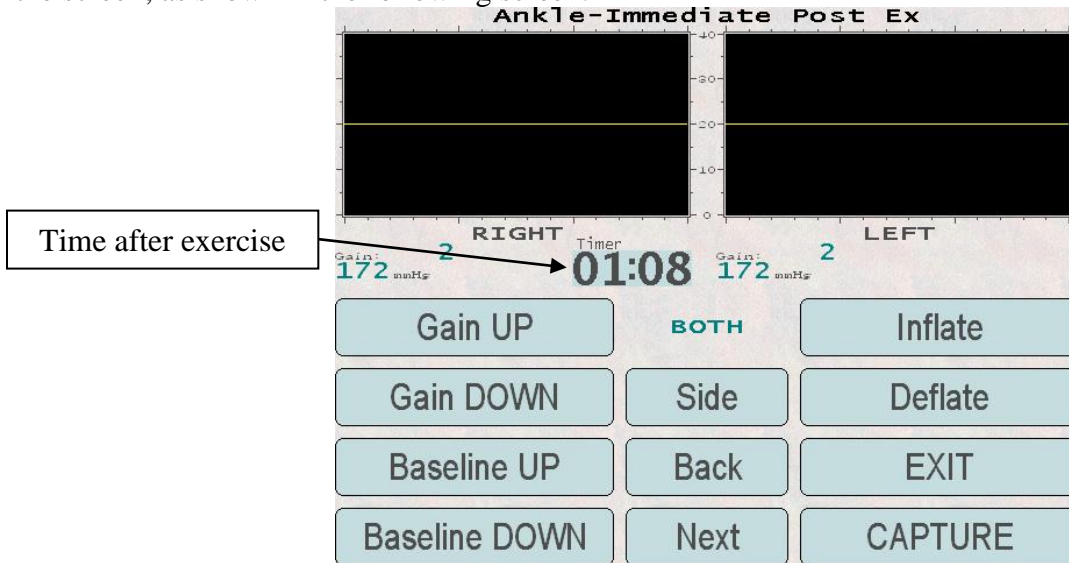 Ankle-Immediate Post Ex
40
30
20
10
0
RIGHT
LEFT
Time after exercise
Timer
01:08
Gain:
2
172 mmHg
Gain:
2
172 mmHg
Gain UP
BOTH
Inflate
Gain DOWN
Side
Deflate
Baseline UP
Back
EXIT
Baseline DOWN
Next
CAPTURE